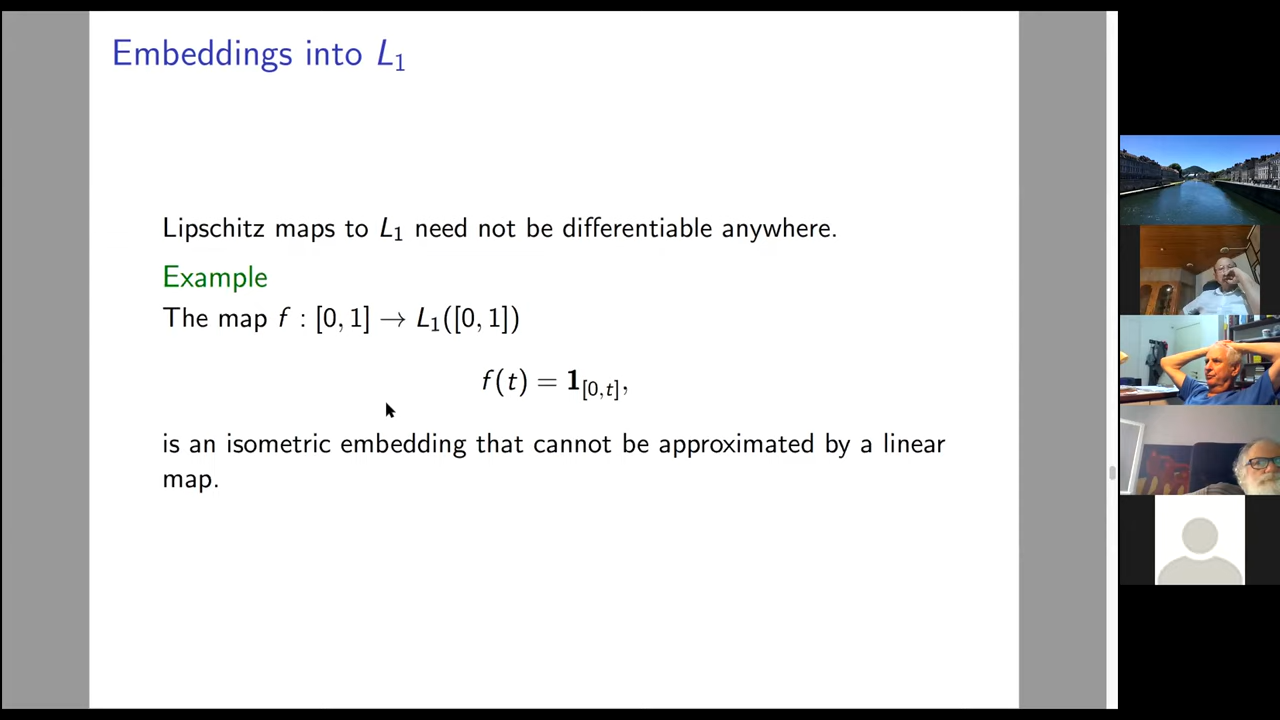 Embeddings into L₁
Lipschitz maps to L₁ need not be differentiable anywhere.
Example
The map f : [0, 1] → L₁([0, 1])
f(t) = 𝟏_[0,t],
is an isometric embedding that cannot be approximated by a linear
map.